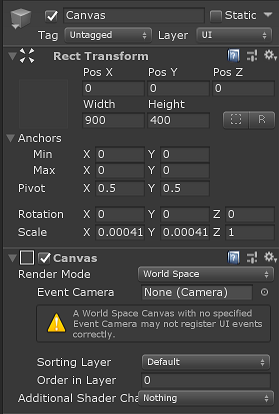 Canvas Static
Tag Untagged Layer UI
Rect Transform
Pos X Pos Y Pos Z
0 0 0
Width Height
900 400 R
Anchors
Min X 0 Y 0
Max X 0 Y 0
Pivot X 0.5 Y 0.5
Rotation X 0 Y 0 Z 0
Scale X 0.00041 Y 0.00041 Z 1
Canvas
Render Mode World Space
Event Camera None (Camera)
A World Space Canvas with no specified
Event Camera may not register UI events
correctly.
Sorting Layer Default
Order in Layer 0
Additional Shader Cha Nothing